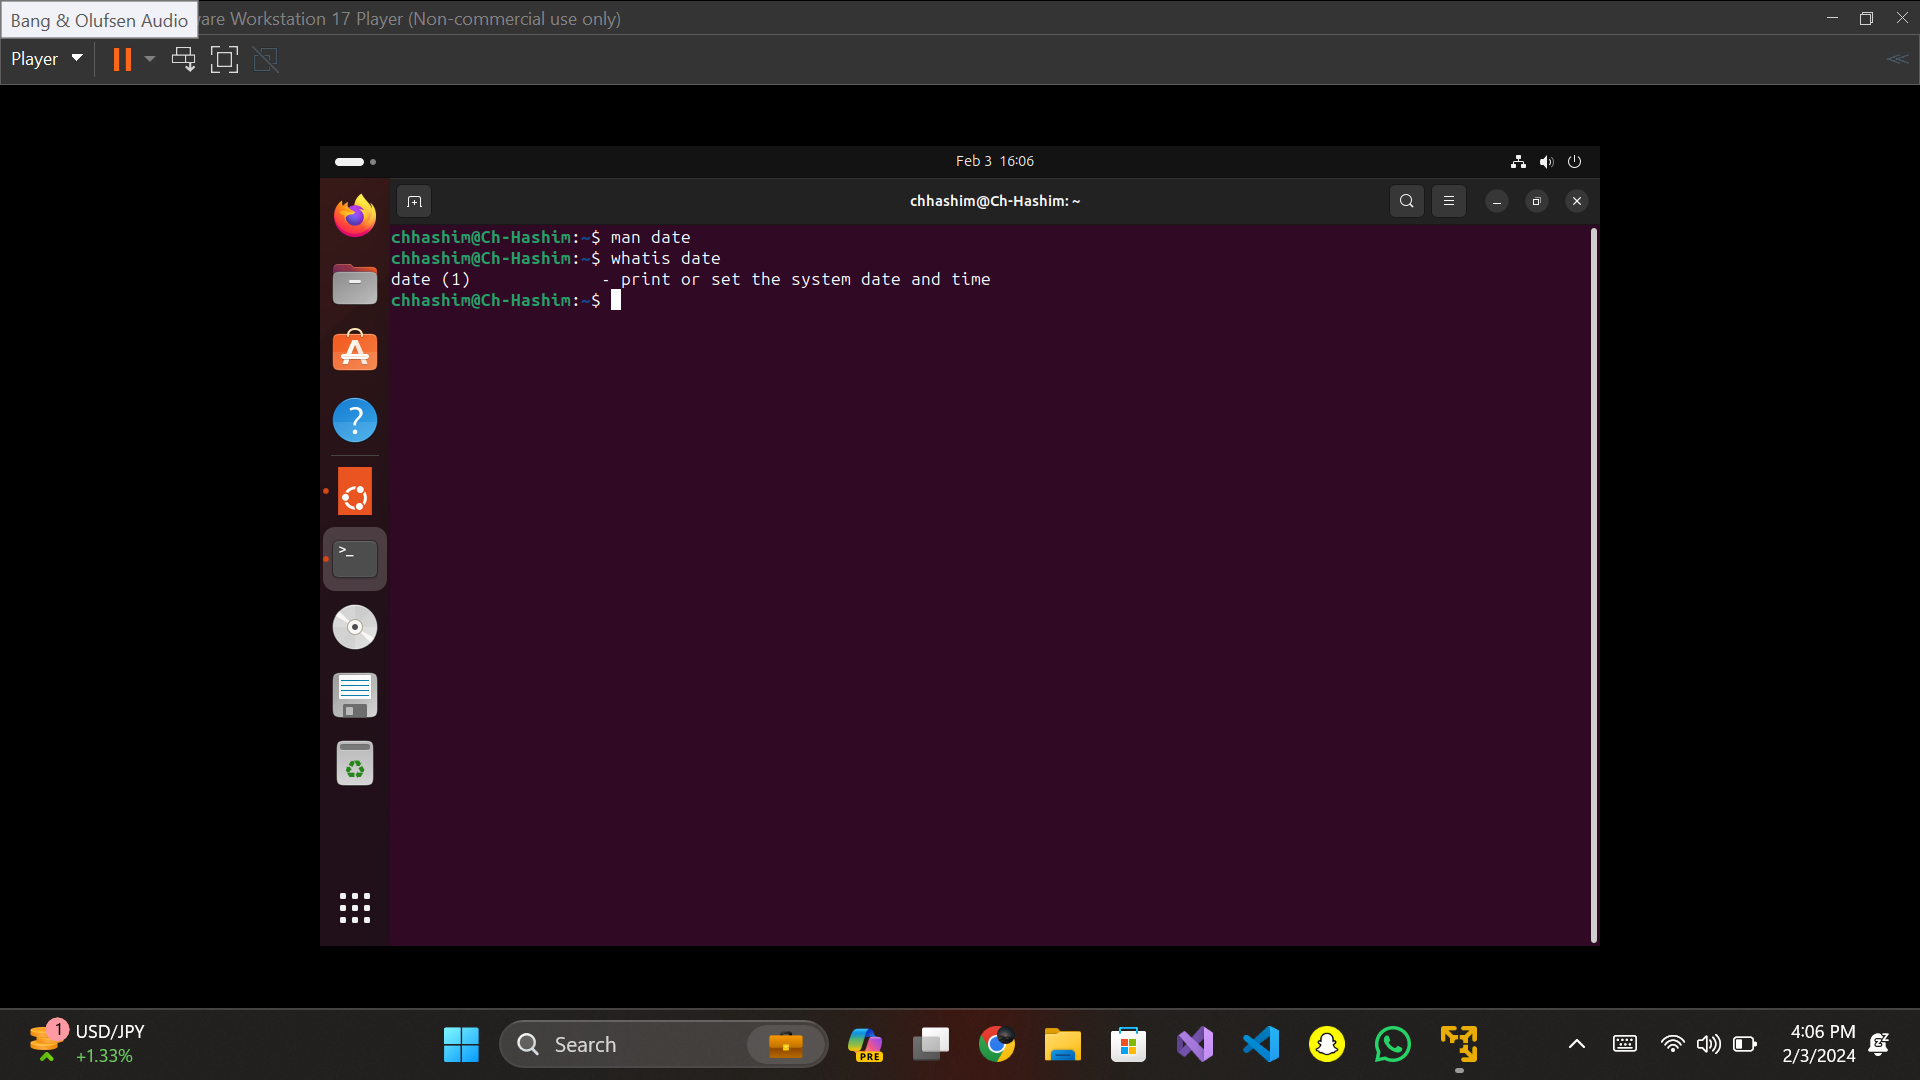 Bang & Olufsen Audio
are Workstation 17 Player (Non-commercial use only)
Player
Feb 3 16:06
chhashim@Ch-Hashim: ~
chhashim@Ch-Hashim:~$ man date
chhashim@Ch-Hashim:~$ whatis date
date (1)             - print or set the system date and time
chhashim@Ch-Hashim:~$
>_
1
USD/JPY
+1.33%
Search
PRE
4:06 PM
2/3/2024